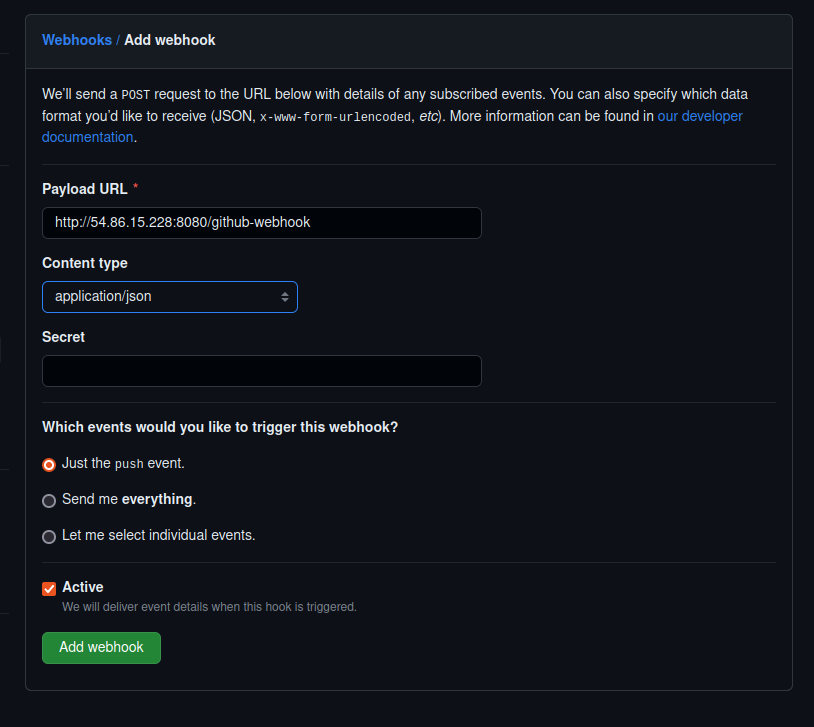 Webhooks / Add webhook
We'll send a POST request to the URL below with details of any subscribed events. You can also specify which data
format you'd like to receive (JSON, x-www-form-urlencoded, etc). More information can be found in our developer
documentation.
Payload URL *
http://54.86.15.228:8080/github-webhook
Content type
application/json
Secret
Which events would you like to trigger this webhook?
Just the push event.
Send me everything.
Let me select individual events.
Active
We will deliver event details when this hook is triggered.
Add webhook